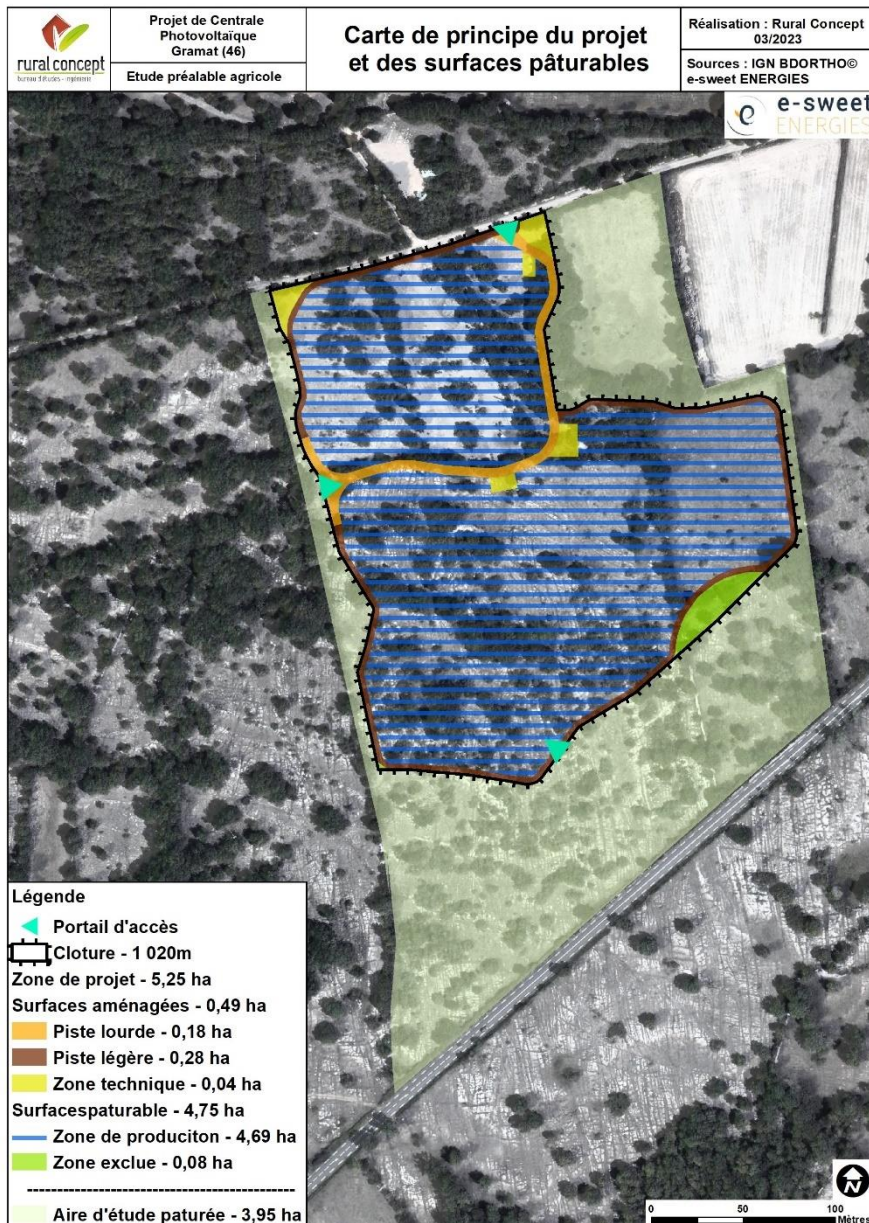 rural concept
bureau d'études - ingénierie
Projet de Centrale
Photovoltaïque
Gramat (46)
Etude préalable agricole
Carte de principe du projet
et des surfaces pâturables
Réalisation : Rural Concept
03/2023
Sources : IGN BDORTHO©
e-sweet ENERGIES
e e-sweet
ENERGIES
Légende
Portail d'accès
Cloture - 1 020m
Zone de projet - 5,25 ha
Surfaces aménagées - 0,49 ha
Piste lourde - 0,18 ha
Piste légère - 0,28 ha
Zone technique - 0,04 ha
Surfacespaturable - 4,75 ha
Zone de produciton - 4,69 ha
Zone exclue - 0,08 ha
Aire d'étude paturée - 3,95 ha
N
0 50 100
Mètres